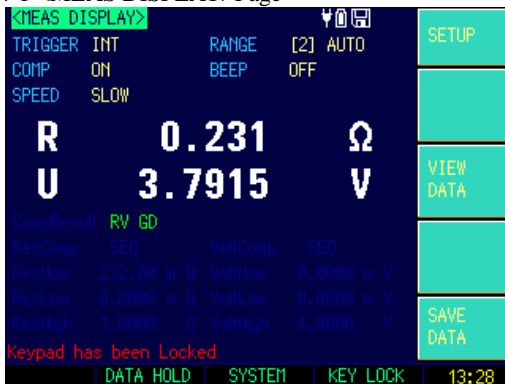 <MEAS DISPLAY>
SETUP
TRIGGER INT RANGE [2] AUTO
COMP ON BEEP OFF
SPEED SLOW
R 0.231 Ω
U 3.7915 V
VIEW
DATA
CompResult RV GD
ResComp SEQ VoltComp SEQ
ResNom 232.00 m Ω VoltNom 0.0000 m V
ResLow 0.0000 m Ω VoltLow 0.0000 m V
ResHigh 1.0000 Ω VoltHigh 4.0000 V
SAVE
DATA
Keypad has been Locked
DATA HOLD SYSTEM KEY LOCK 13:28